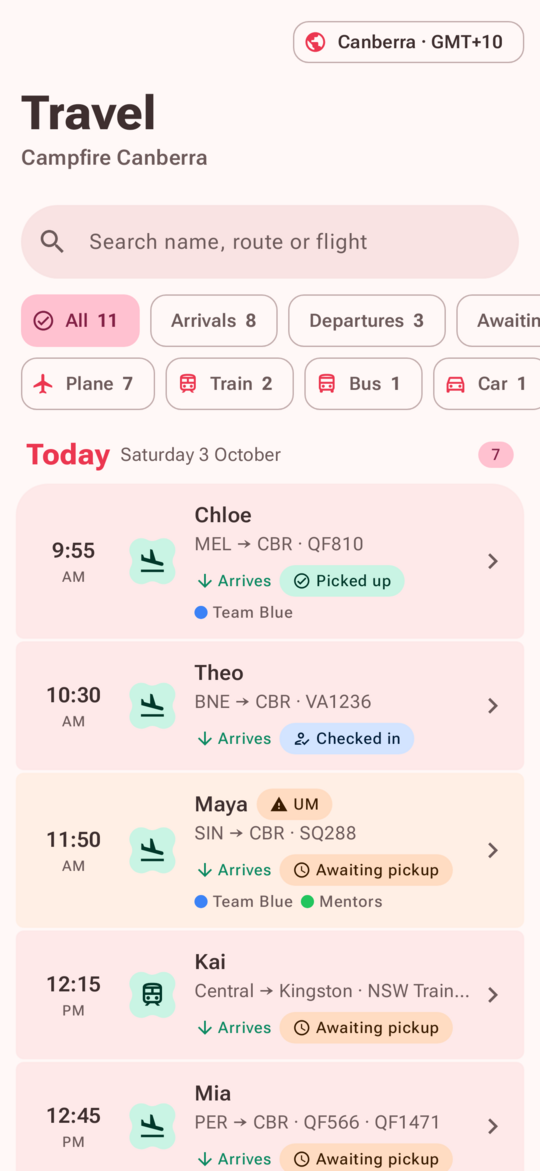 Canberra · GMT+10
Travel
Campfire Canberra
Search name, route or flight
All 11 Arrivals 8 Departures 3 Awaitin
Plane 7 Train 2 Bus 1 Car 1
Today Saturday 3 October 7
Chloe
9:55 AM
MEL → CBR · QF810
↓ Arrives Picked up
Team Blue
Theo
10:30 AM
BNE → CBR · VA1236
↓ Arrives Checked in
Maya UM
11:50 AM
SIN → CBR · SQ288
↓ Arrives Awaiting pickup
Team Blue Mentors
Kai
12:15 PM
Central → Kingston · NSW Train...
↓ Arrives Awaiting pickup
Mia
12:45 PM
PER → CBR · QF566 · QF1471
↓ Arrives Awaiting pickup